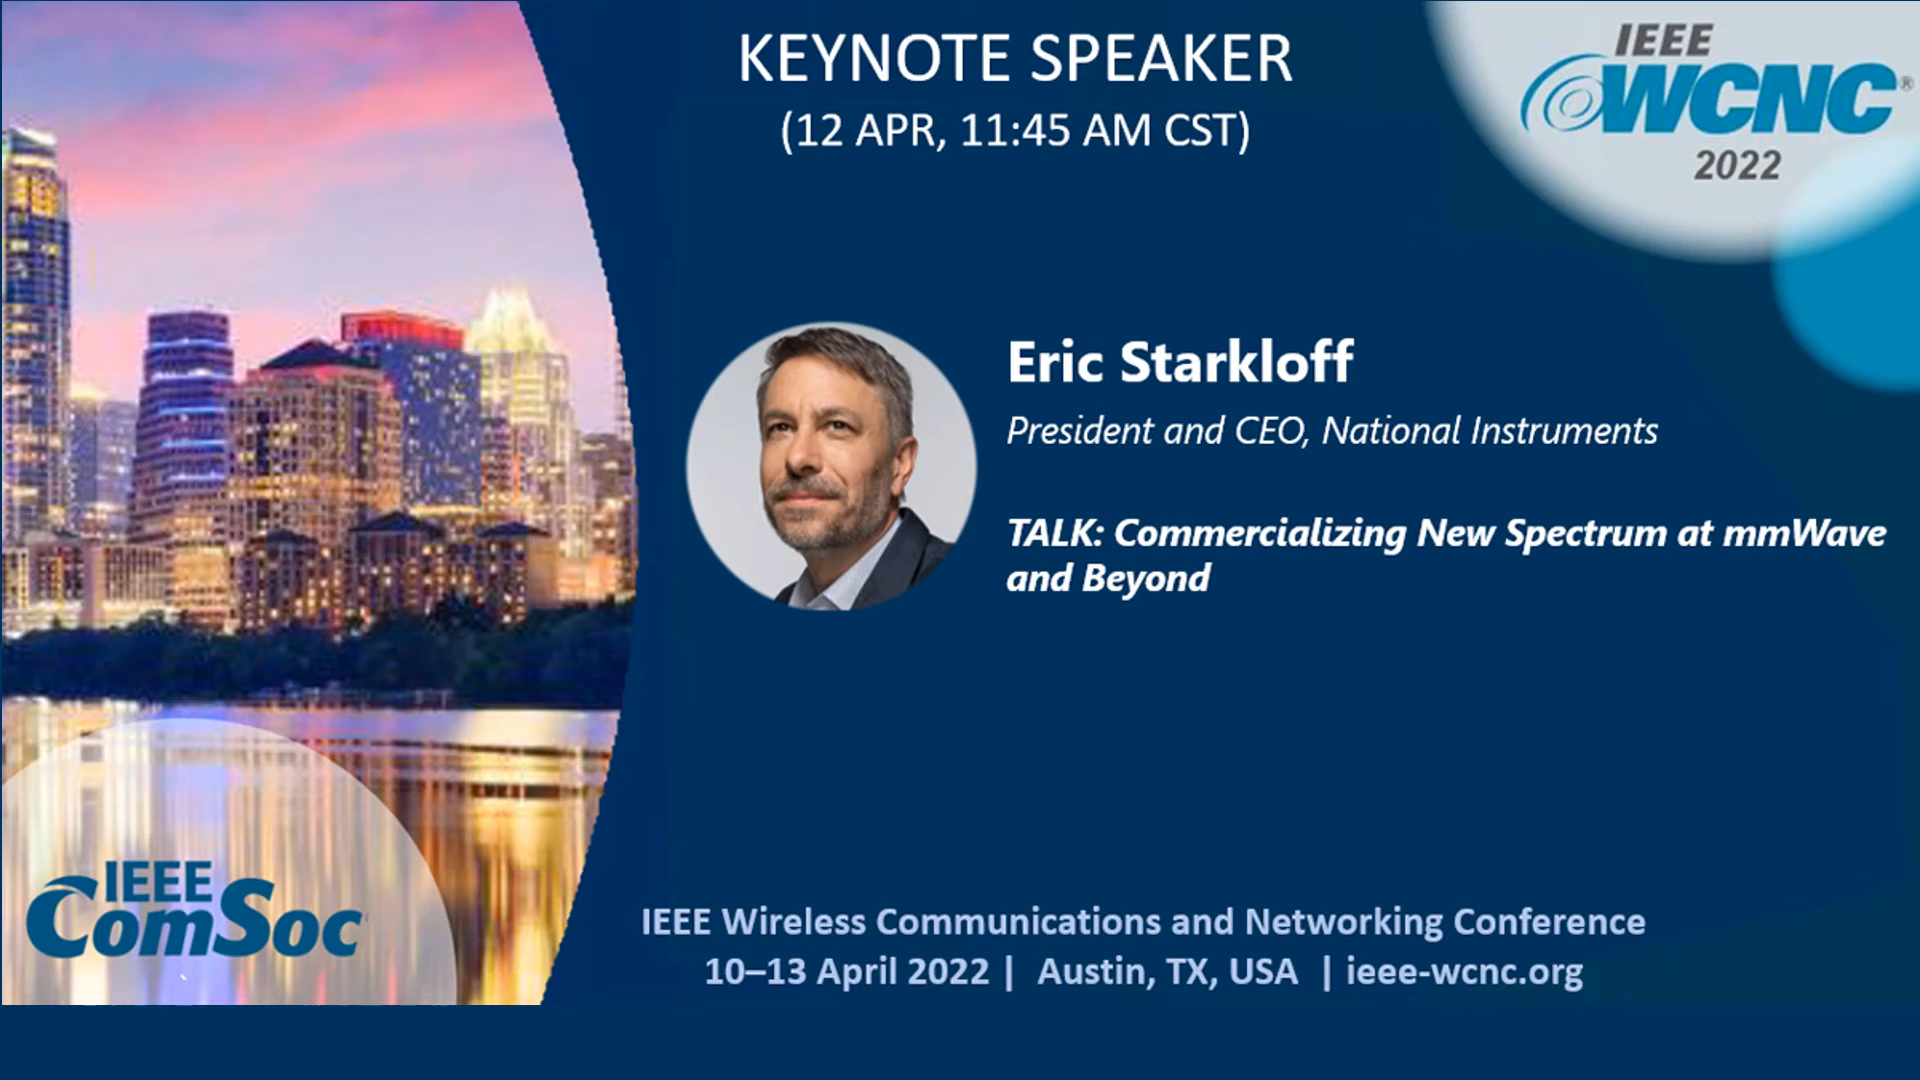 KEYNOTE SPEAKER
(12 APR, 11:45 AM CST)
IEEE
WCNC®
2022
Eric Starkloff
President and CEO, National Instruments
TALK: Commercializing New Spectrum at mmWave
and Beyond
IEEE
ComSoc
IEEE Wireless Communications and Networking Conference
10–13 April 2022 | Austin, TX, USA | ieee-wcnc.org